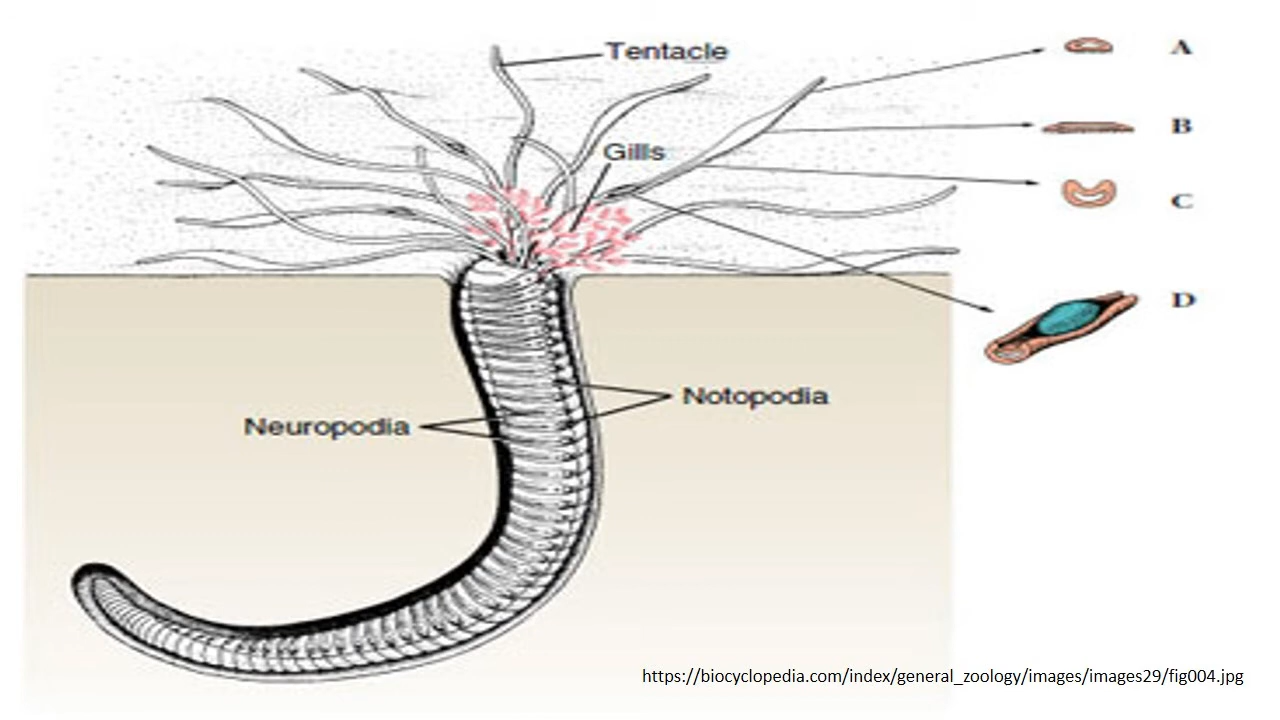 Tentacle
A
B
Gills
C
D
Notopodia
Neuropodia
https://biocyclopedia.com/index/general_zoology/images/images29/fig004.jpg